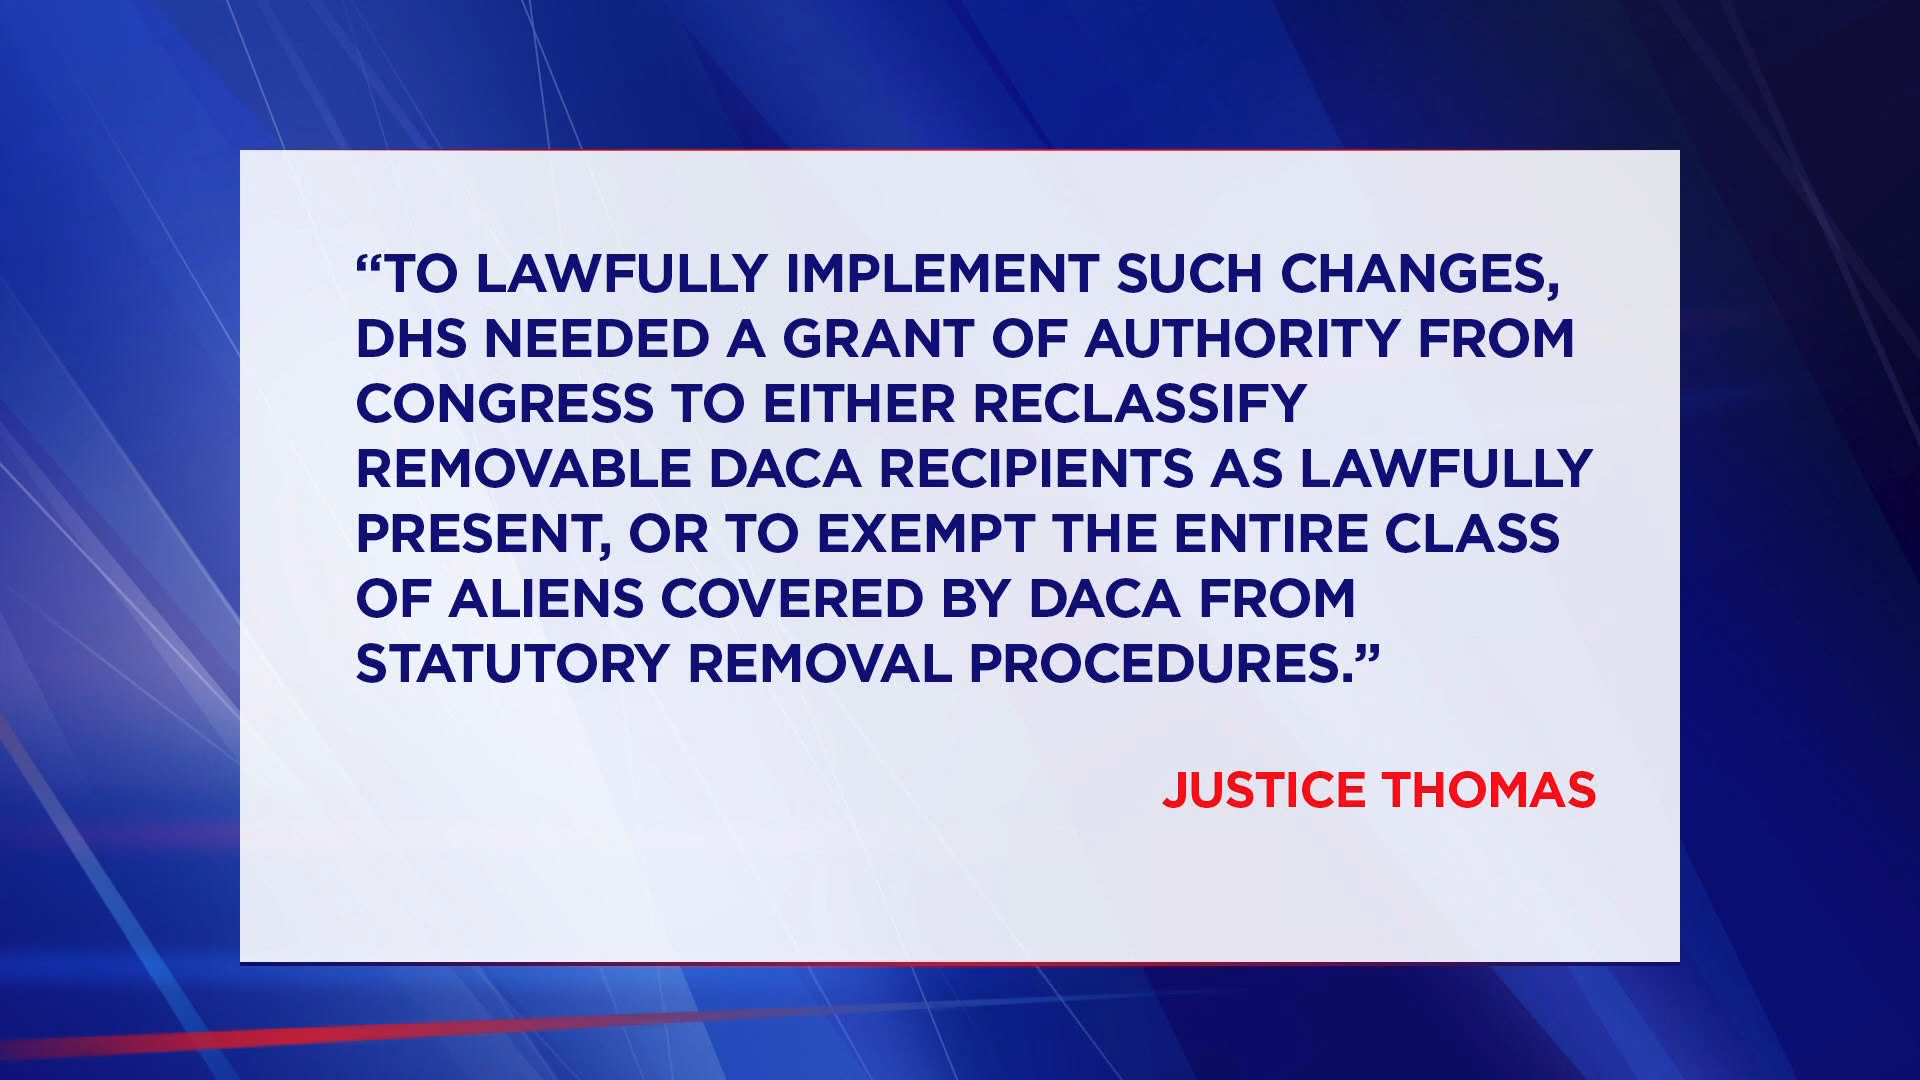 “TO LAWFULLY IMPLEMENT SUCH CHANGES,
DHS NEEDED A GRANT OF AUTHORITY FROM
CONGRESS TO EITHER RECLASSIFY
REMOVABLE DACA RECIPIENTS AS LAWFULLY
PRESENT, OR TO EXEMPT THE ENTIRE CLASS
OF ALIENS COVERED BY DACA FROM
STATUTORY REMOVAL PROCEDURES.”
JUSTICE THOMAS